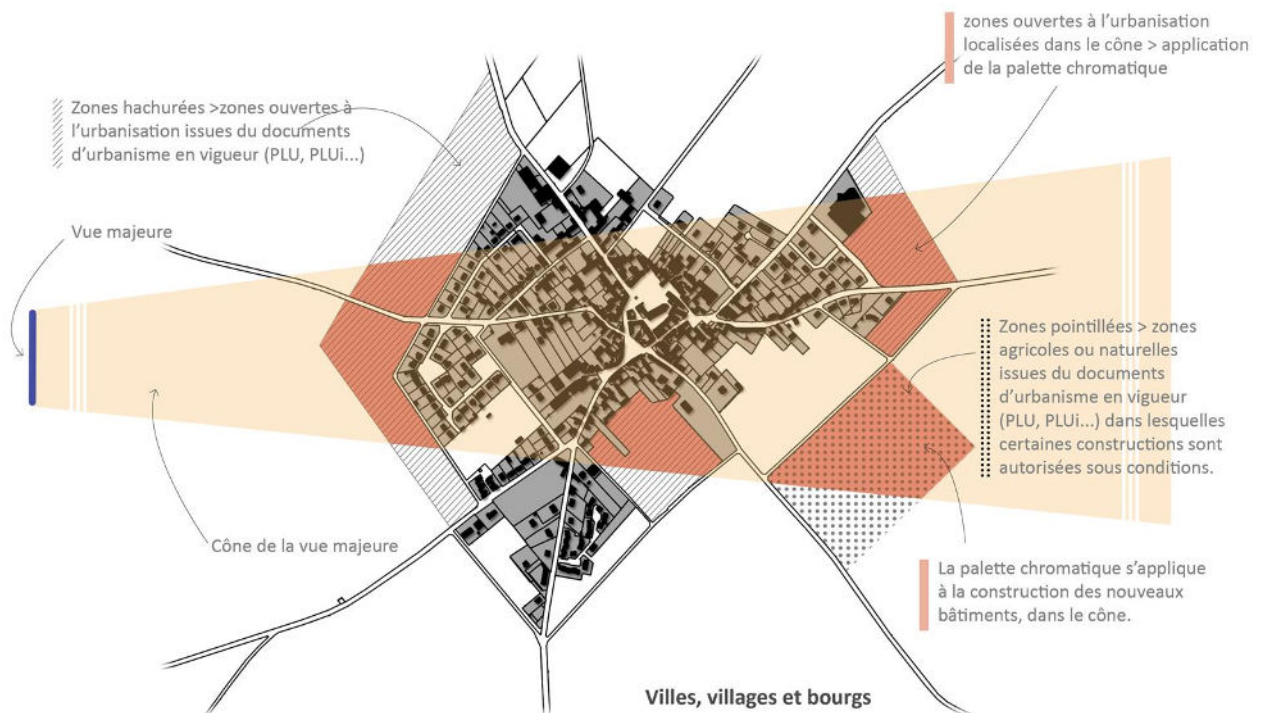 zones ouvertes à l'urbanisation
localisées dans le cône > application
de la palette chromatique
Zones hachurées >zones ouvertes à
l'urbanisation issues du documents
d'urbanisme en vigueur (PLU, PLUi...)
Vue majeure
Zones pointillées > zones
agricoles ou naturelles
issues du documents
d'urbanisme en vigueur
(PLU, PLUi...) dans lesquelles
certaines constructions sont
autorisées sous conditions.
Cône de la vue majeure
La palette chromatique s'applique
à la construction des nouveaux
bâtiments, dans le cône.
Villes, villages et bourgs